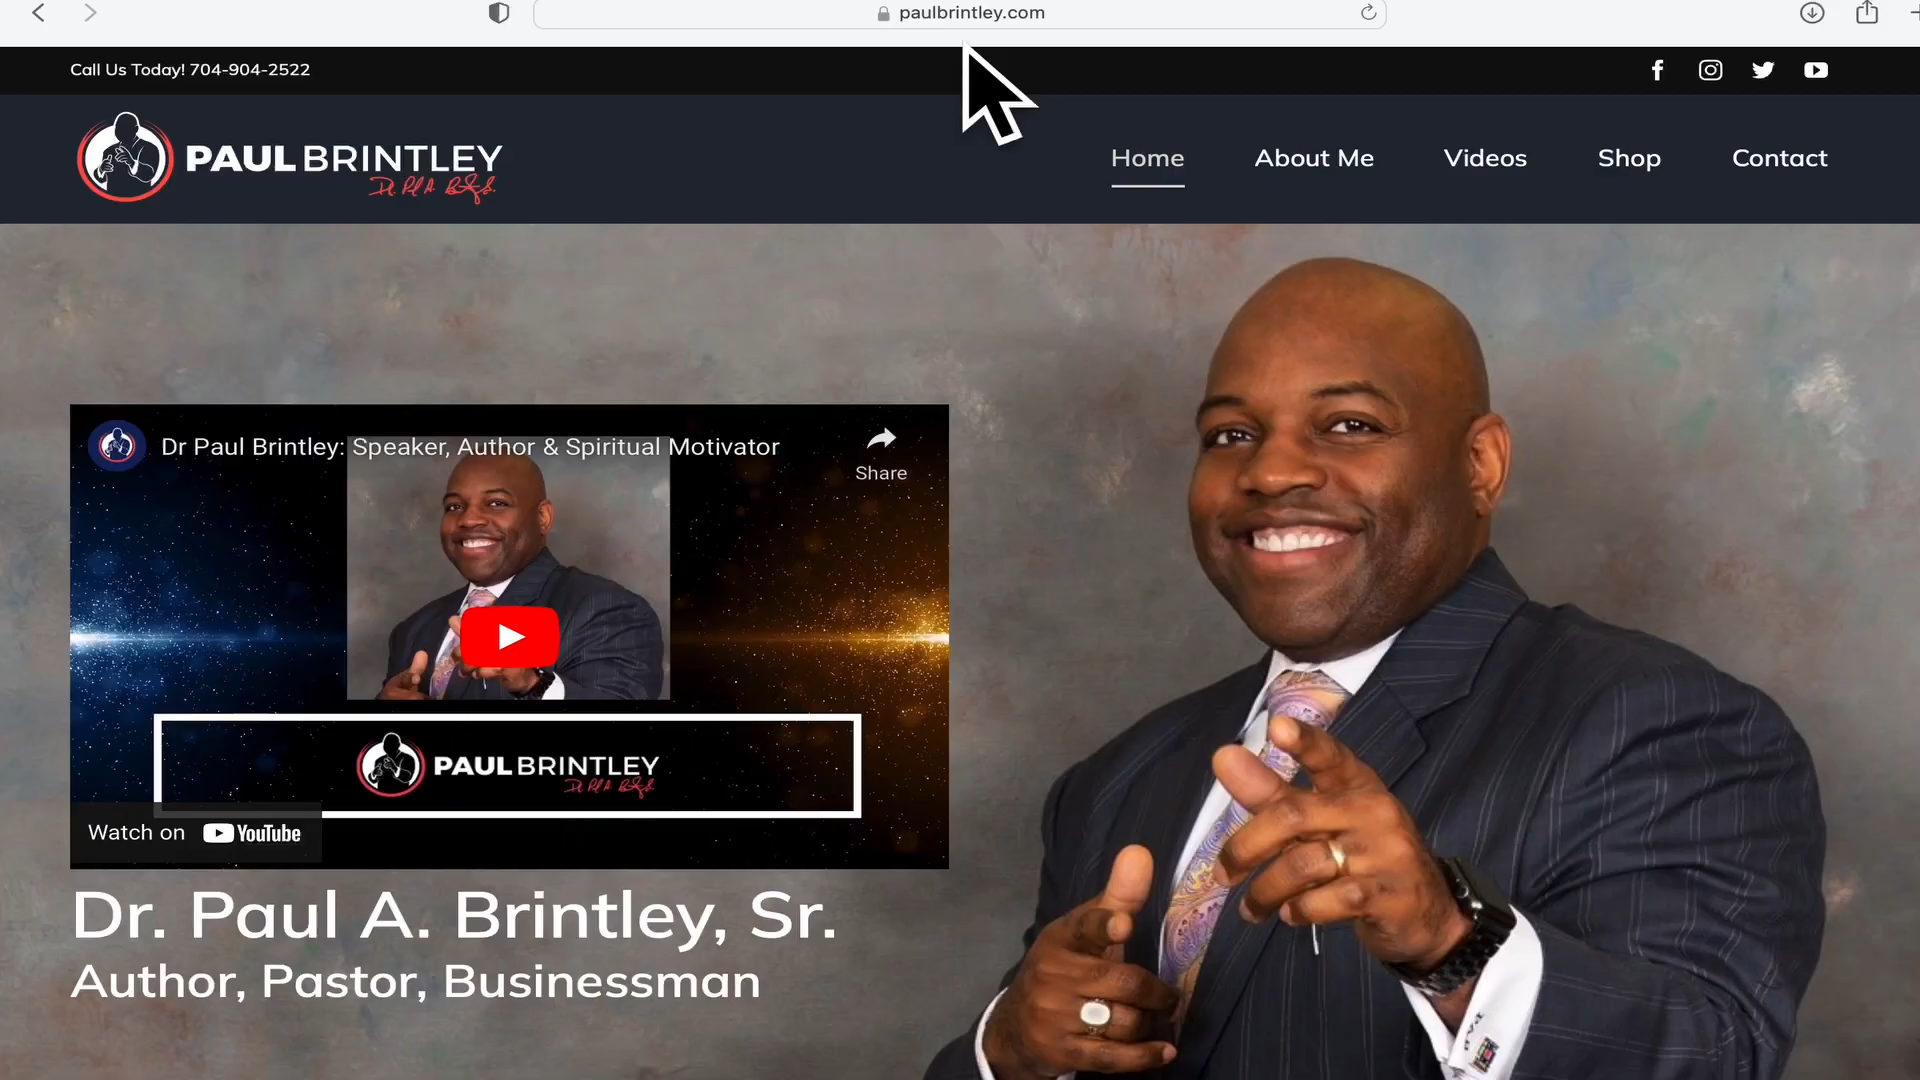 paulbrintley.com
Call Us Today! 704-904-2522
PAUL BRINTLEY
Home About Me Videos Shop Contact
Dr Paul Brintley: Speaker, Author & Spiritual Motivator
Share
PAUL BRINTLEY
Watch on YouTube
Dr. Paul A. Brintley, Sr.
Author, Pastor, Businessman